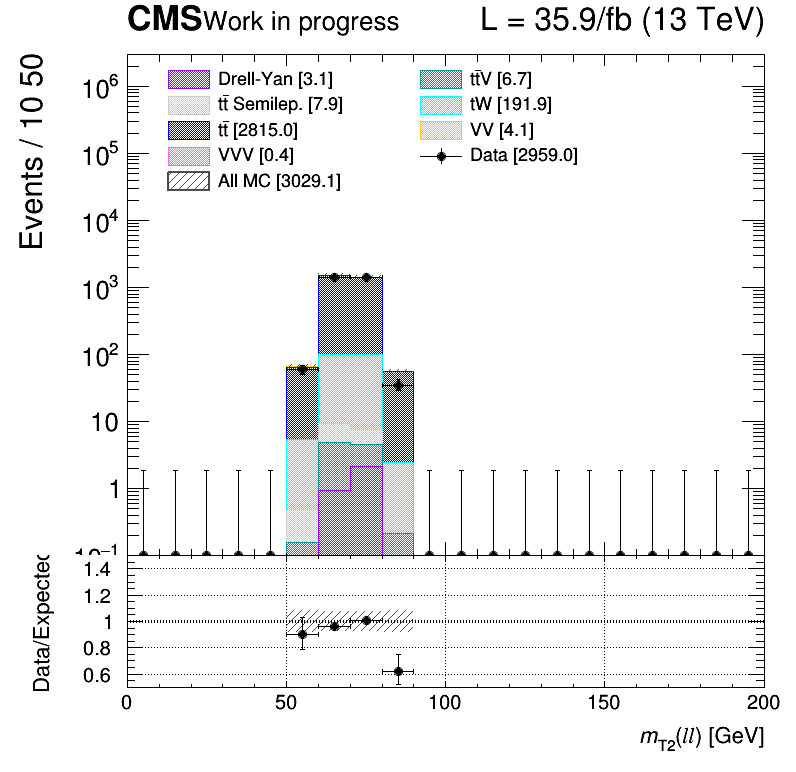 CMS Work in progress L = 35.9/fb (13 TeV)
Events / 10 50
Drell-Yan [3.1]
tt̄ Semilep. [7.9]
tt̄ [2815.0]
VVV [0.4]
All MC [3029.1]
tt̄V [6.7]
tW [191.9]
VV [4.1]
Data [2959.0]
10⁶
10⁵
10⁴
10³
10²
10
1
10⁻¹
Data/Expected
1.4
1.2
1
0.8
0.6
0 50 100 150 200
m_T2(ll) [GeV]